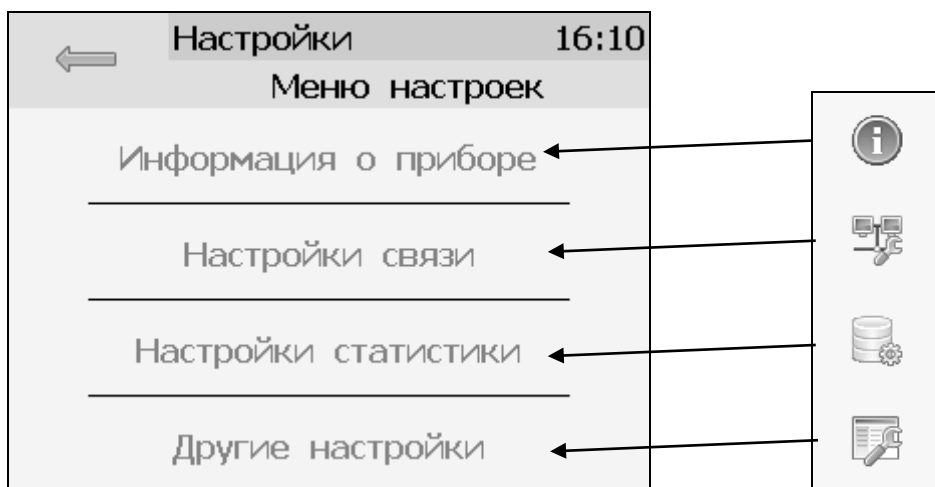 Настройки 16:10
Меню настроек
Информация о приборе
Настройки связи
Настройки статистики
Другие настройки